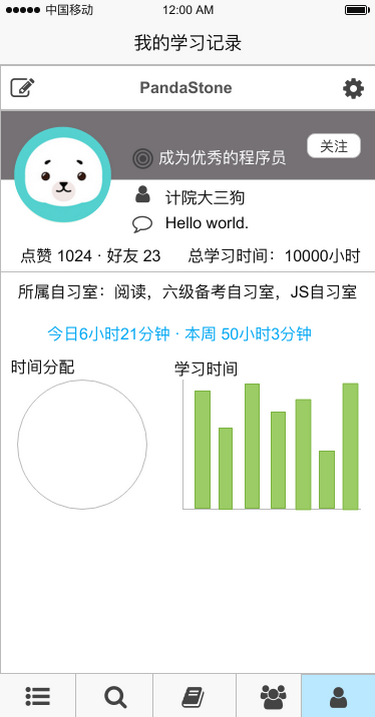 中国移动 12:00 AM
我的学习记录
PandaStone
成为优秀的程序员 关注
计院大三狗
Hello world.
点赞 1024 · 好友 23 总学习时间：10000小时
所属自习室：阅读，六级备考自习室，JS自习室
今日6小时21分钟 · 本周 50小时3分钟
时间分配 学习时间